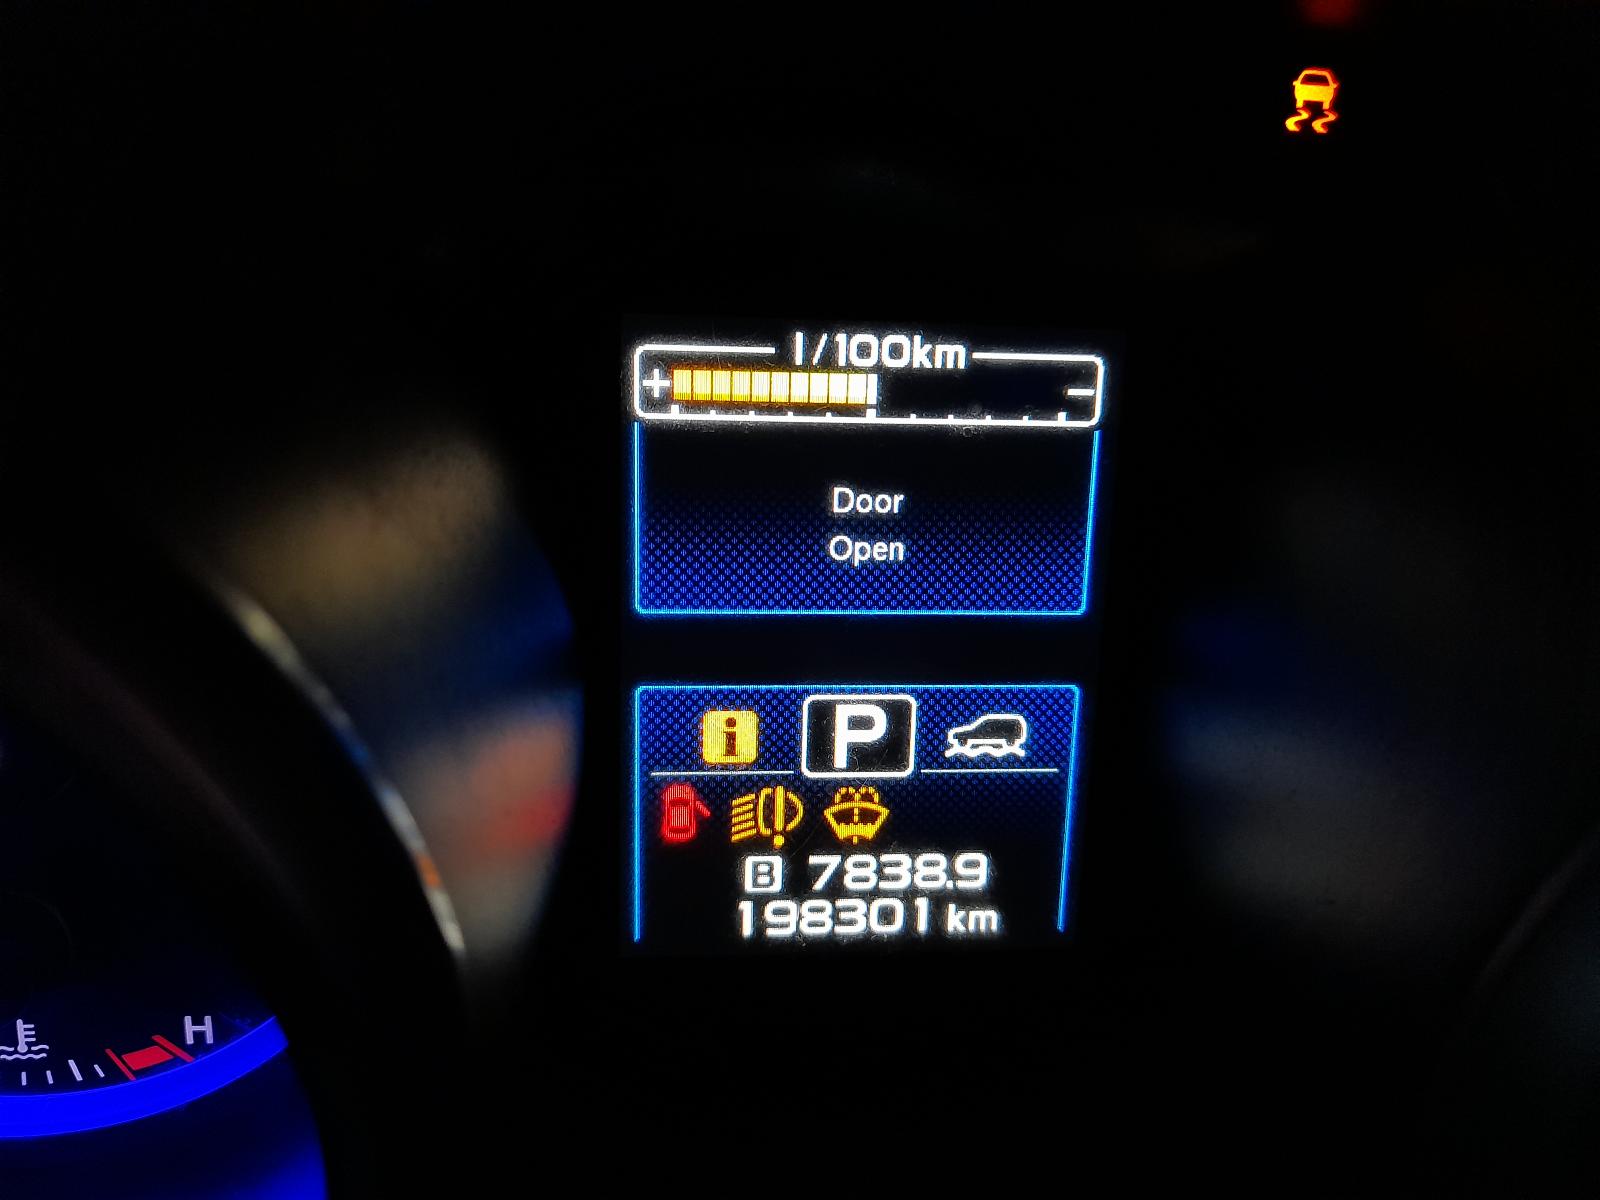 l/100km
+ −
Door
Open
i P
B 7838.9
198301 km
H